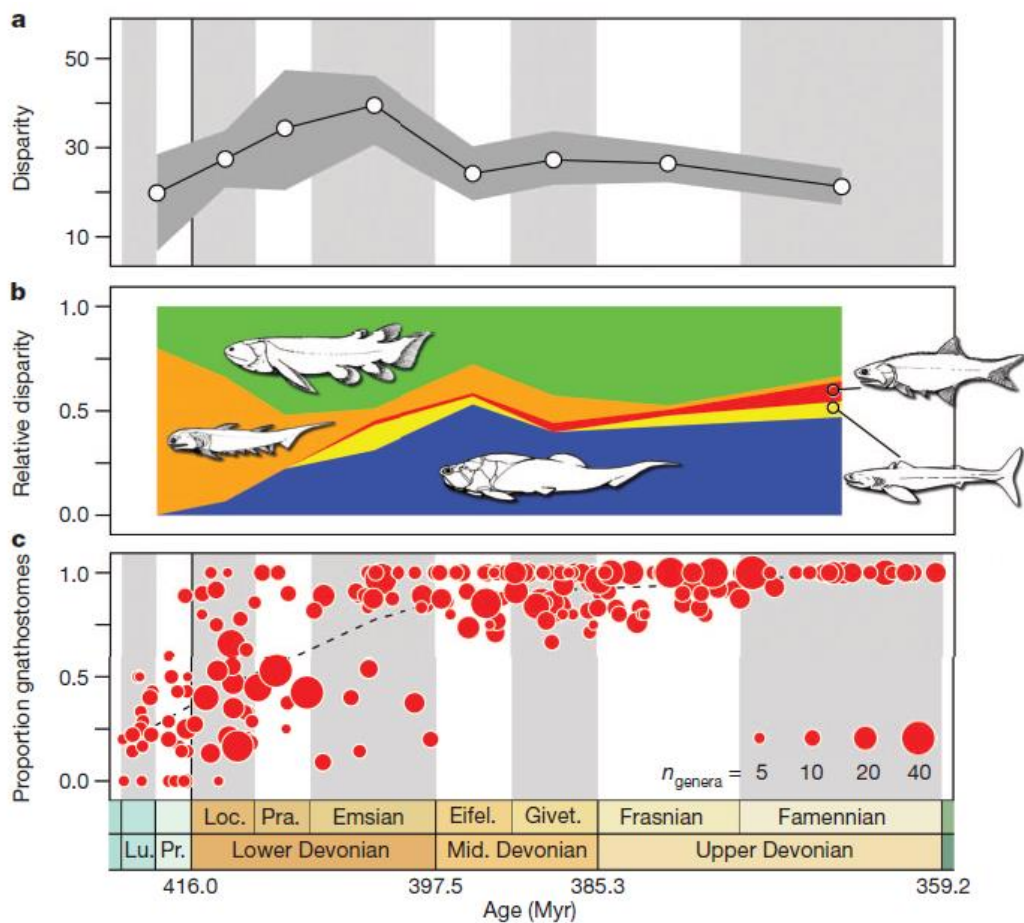 a
50
30
10
Disparity
b
1.0
0.5
0.0
Relative disparity
c
1.0
0.5
0.0
Proportion gnathostomes
n genera = 5 10 20 40
Loc. Pra. Emsian Eifel. Givet. Frasnian Famennian
Lu. Pr. Lower Devonian Mid. Devonian Upper Devonian
416.0 397.5 385.3 359.2
Age (Myr)